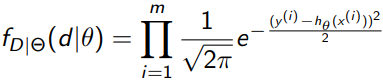 f_{D|Θ}(d|θ) = ∏_{i=1}^{m} \frac{1}{\sqrt{2π}} e^{-\frac{(y^{(i)} - h_θ(x^{(i)}))^2}{2}}